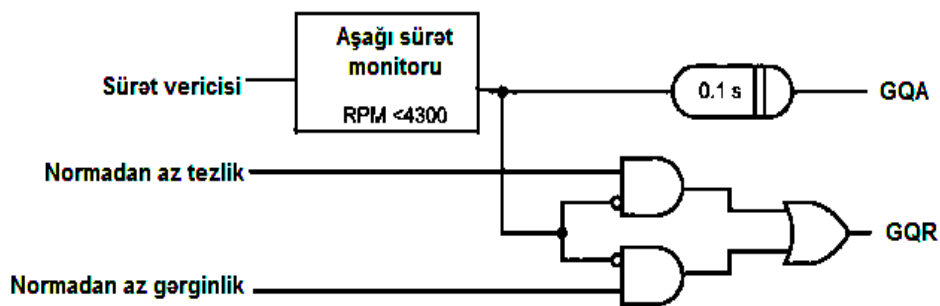 Aşağı sürət
monitoru
RPM <4300
Sürət vericisi
0.1 s
GQA
Normadan az tezlik
GQR
Normadan az gərginlik